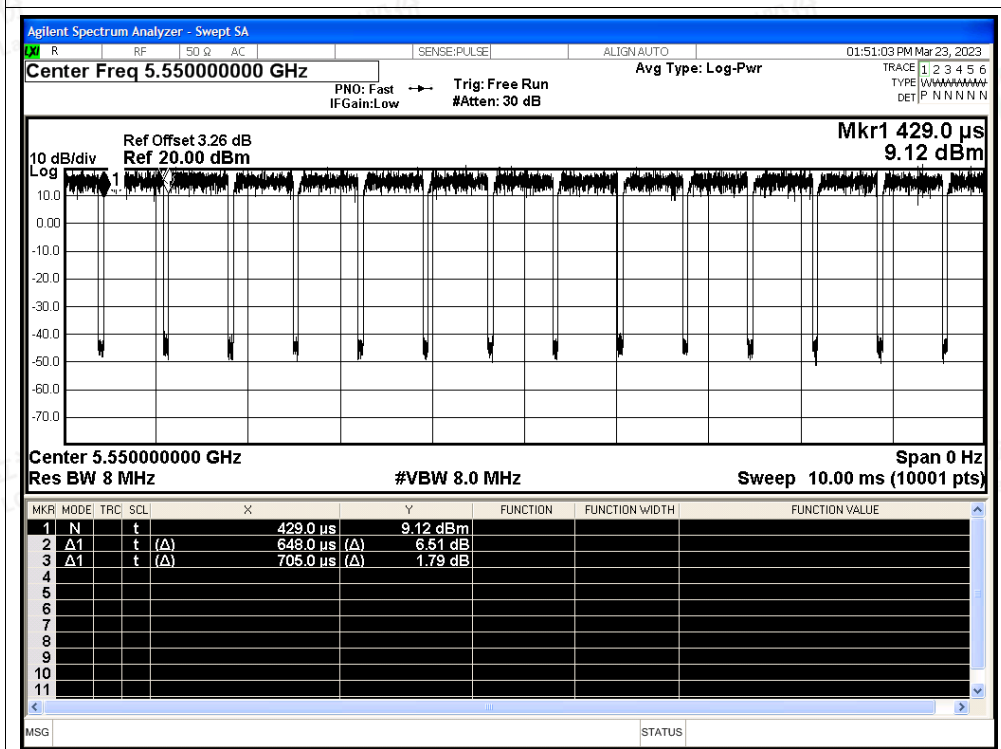 Agilent Spectrum Analyzer - Swept SA
LXI R RF 50 Ω AC SENSE:PULSE ALIGN AUTO 01:51:03 PM Mar 23, 2023
Center Freq 5.550000000 GHz
PNO: Fast
IFGain:Low
Trig: Free Run
#Atten: 30 dB
Avg Type: Log-Pwr
TRACE 1 2 3 4 5 6
TYPE WWWWWW
DET P N N N N N
Mkr1 429.0 µs
9.12 dBm
Ref Offset 3.26 dB
10 dB/div Ref 20.00 dBm
Log
1
10.0
0.00
-10.0
-20.0
-30.0
-40.0
-50.0
-60.0
-70.0
Center 5.550000000 GHz Span 0 Hz
Res BW 8 MHz #VBW 8.0 MHz Sweep 10.00 ms (10001 pts)
MKR MODE TRC SCL X Y FUNCTION FUNCTION WIDTH FUNCTION VALUE
1 N t 429.0 µs 9.12 dBm
2 Δ1 t (Δ) 648.0 µs (Δ) 6.51 dB
3 Δ1 t (Δ) 705.0 µs (Δ) 1.79 dB
4
5
6
7
8
9
10
11
MSG STATUS